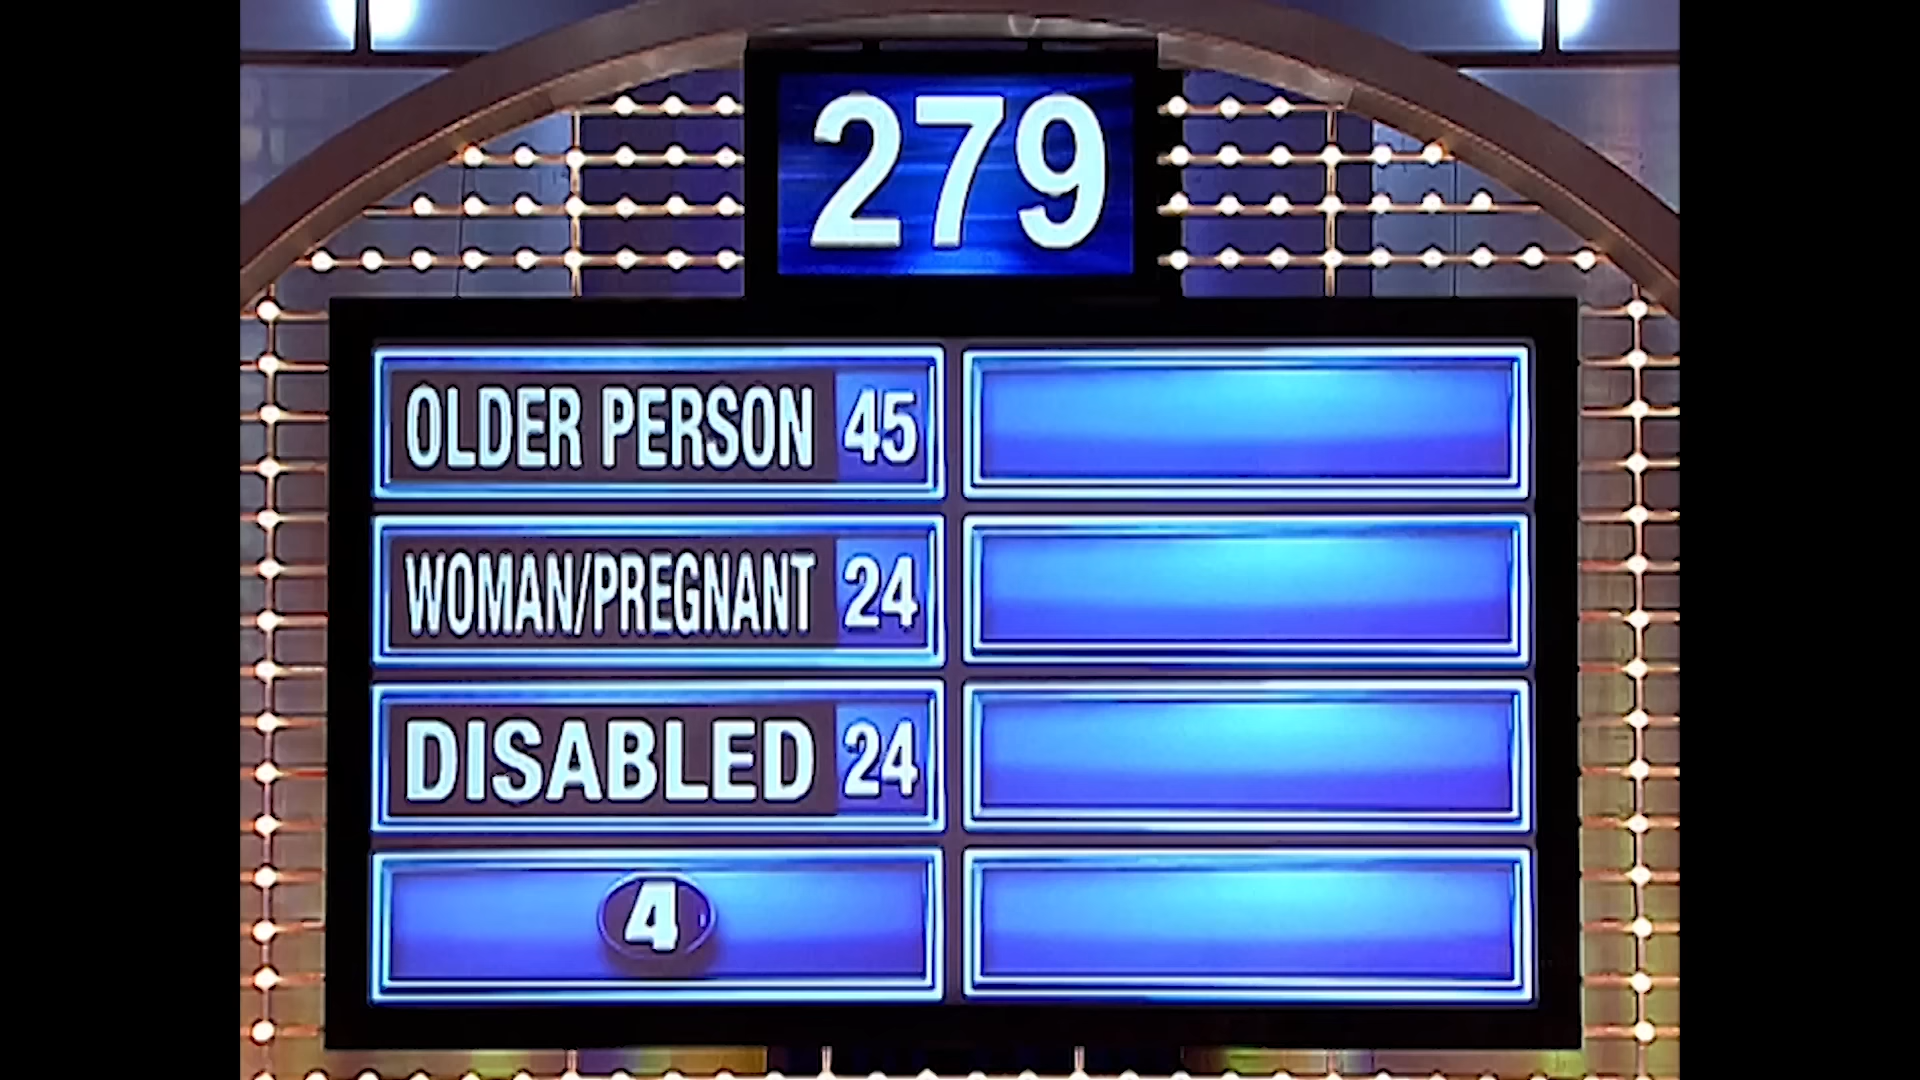 279
OLDER PERSON 45
WOMAN/PREGNANT 24
DISABLED 24
4